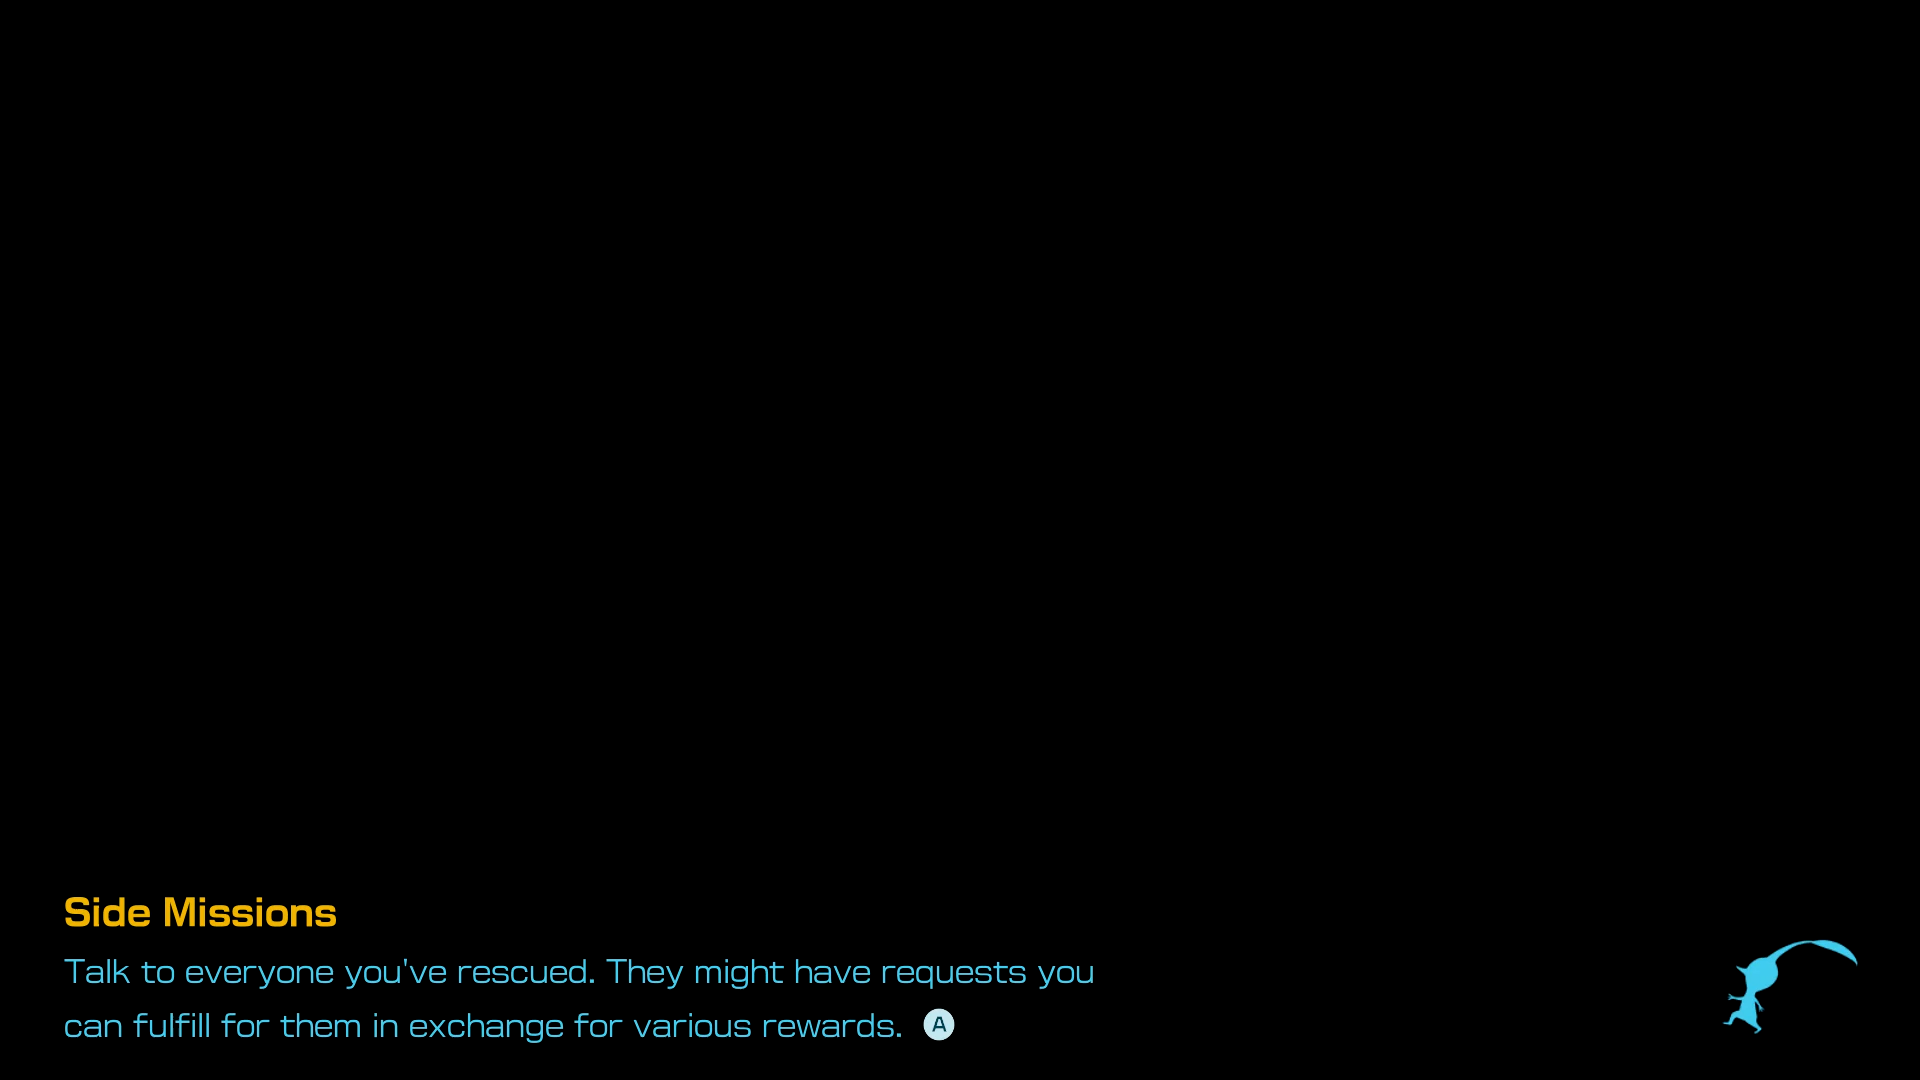 Side Missions
Talk to everyone you've rescued. They might have requests you
can fulfill for them in exchange for various rewards. A